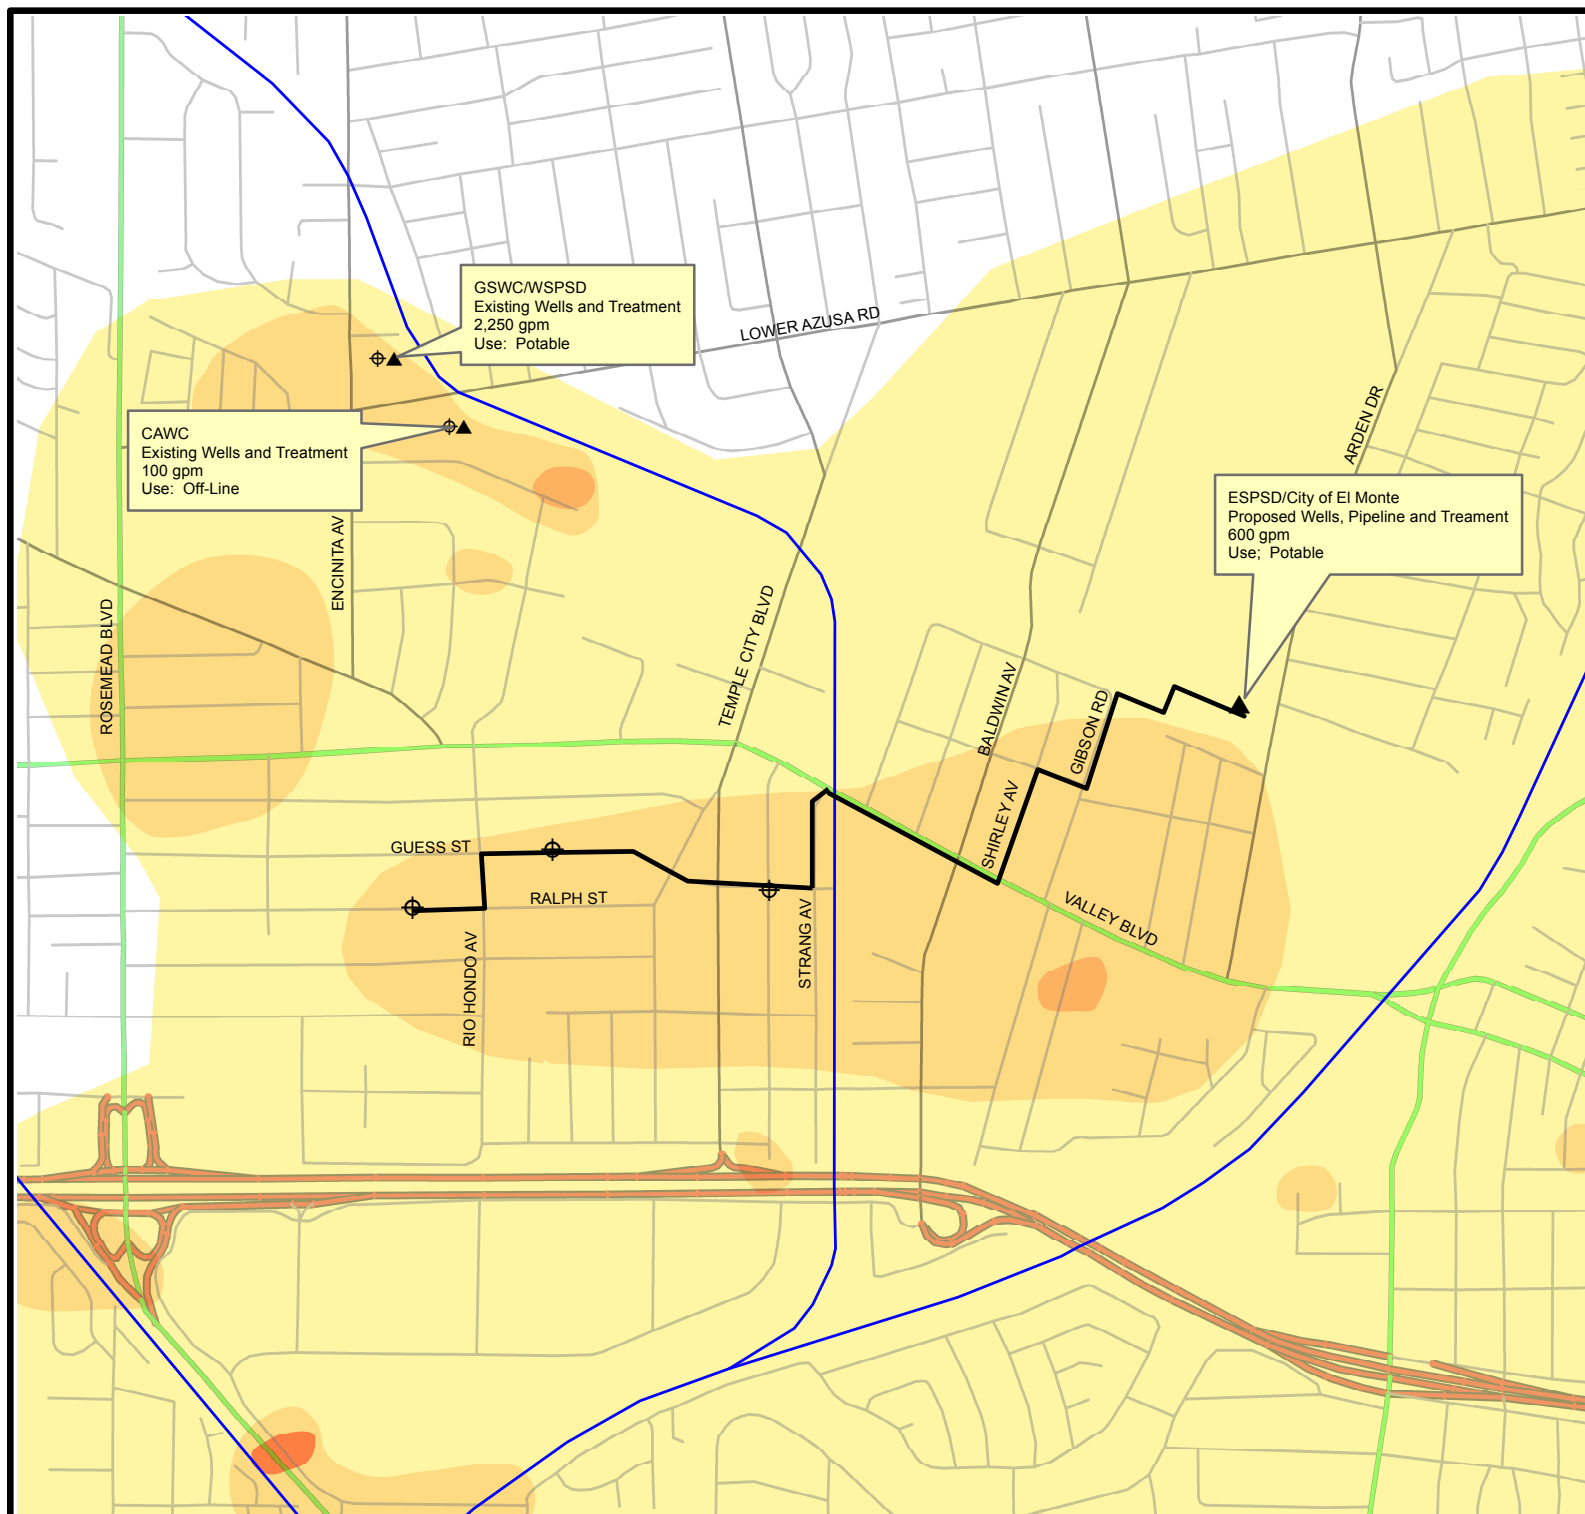 GSWC/WSPSD
Existing Wells and Treatment
2,250 gpm
Use: Potable
LOWER AZUSA RD
CAWC
Existing Wells and Treatment
100 gpm
Use: Off-Line
ARDEN DR
ESPSD/City of El Monte
Proposed Wells, Pipeline and Treament
600 gpm
Use; Potable
ENCINITA AV
ROSEMEAD BLVD
TEMPLE CITY BLVD
BALDWIN AV
GIBSON RD
SHIRLEY AV
GUESS ST
RALPH ST
VALLEY BLVD
STRANG AV
RIO HONDO AV